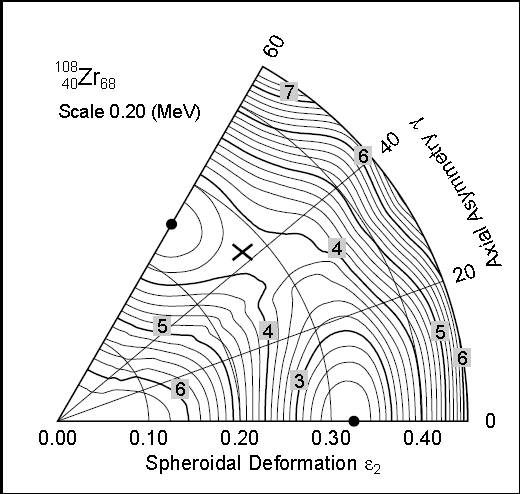 60
108
40Zr68
Scale 0.20 (MeV)
7
6
40
Axial Asymmetry γ
4
20
5
4
5
6
3
6
0
0.00 0.10 0.20 0.30 0.40
Spheroidal Deformation ε2